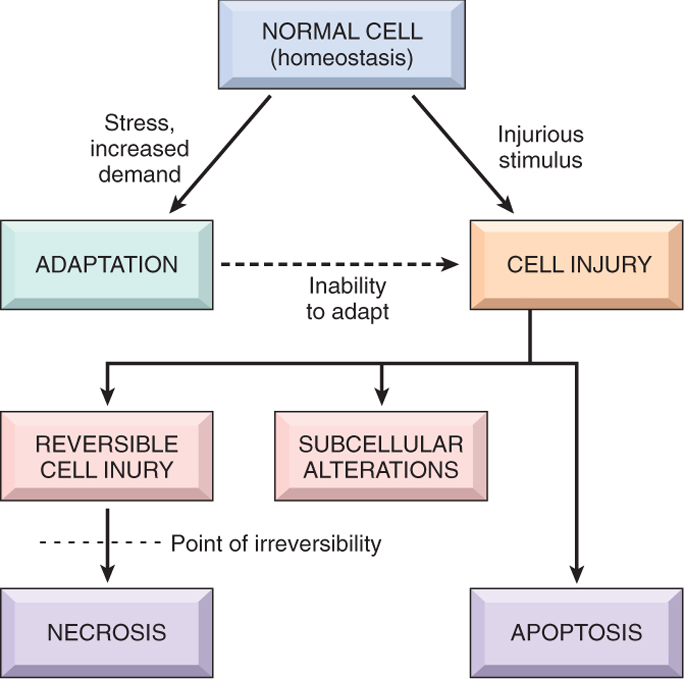 NORMAL CELL
(homeostasis)
Stress,
increased
demand
Injurious
stimulus
ADAPTATION
Inability
to adapt
CELL INJURY
REVERSIBLE
CELL INURY
SUBCELLULAR
ALTERATIONS
Point of irreversibility
NECROSIS
APOPTOSIS